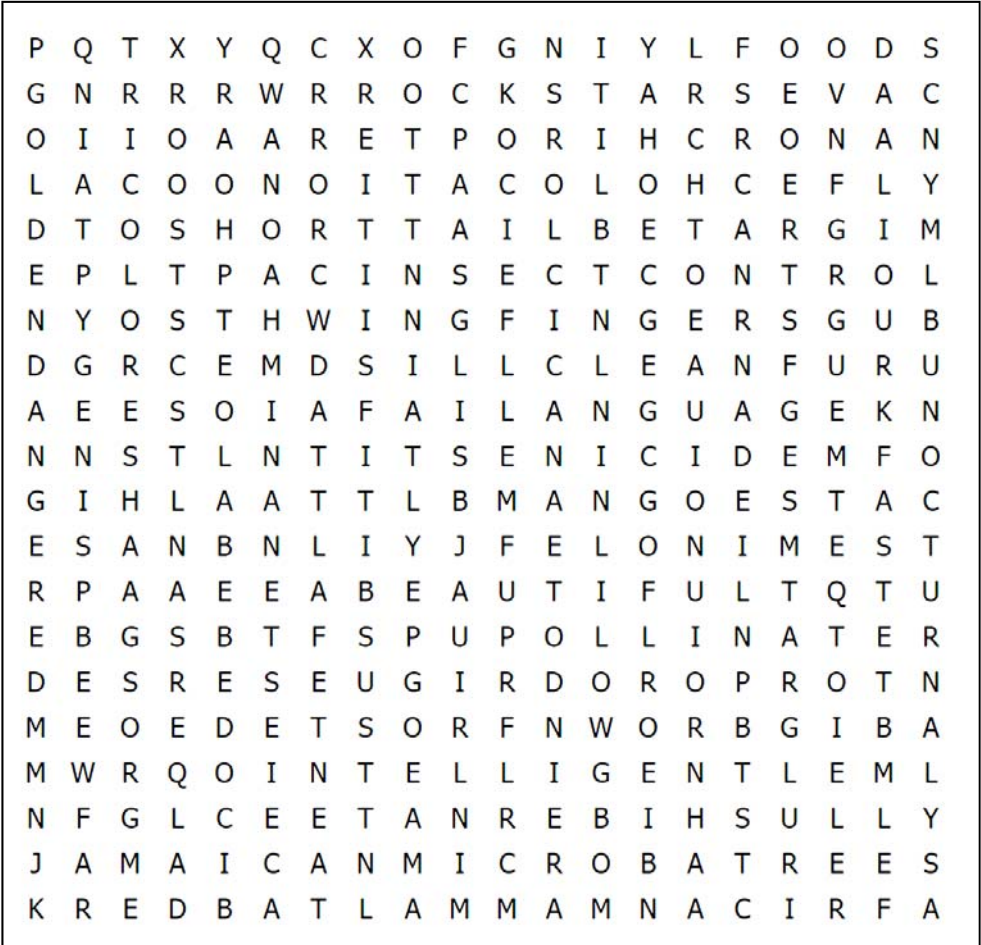 P Q T X Y Q C X O F G N I Y L F O O D S
G N R R R W R R O C K S T A R S E V A C
O I I O A A R E T P O R I H C R O N A N
L A C O O N O I T A C O L O H C E F L Y
D T O S H O R T T A I L B E T A R G I M
E P L T P A C I N S E C T C O N T R O L
N Y O S T H W I N G F I N G E R S G U B
D G R C E M D S I L L C L E A N F U R U
A E E S O I A F A I L A N G U A G E K N
N N S T L N T I T S E N I C I D E M F O
G I H L A A T T L B M A N G O E S T A C
E S A N B N L I Y J F E L O N I M E S T
R P A A E E A B E A U T I F U L T Q T U
E B G S B T F S P U P O L L I N A T E R
D E S R E S E U G I R D O R O P R O T N
M E O E D E T S O R F N W O R B G I B A
M W R Q O I N T E L L I G E N T L E M L
N F G L C E E T A N R E B I H S U L L Y
J A M A I C A N M I C R O B A T R E E S
K R E D B A T L A M M A M N A C I R F A